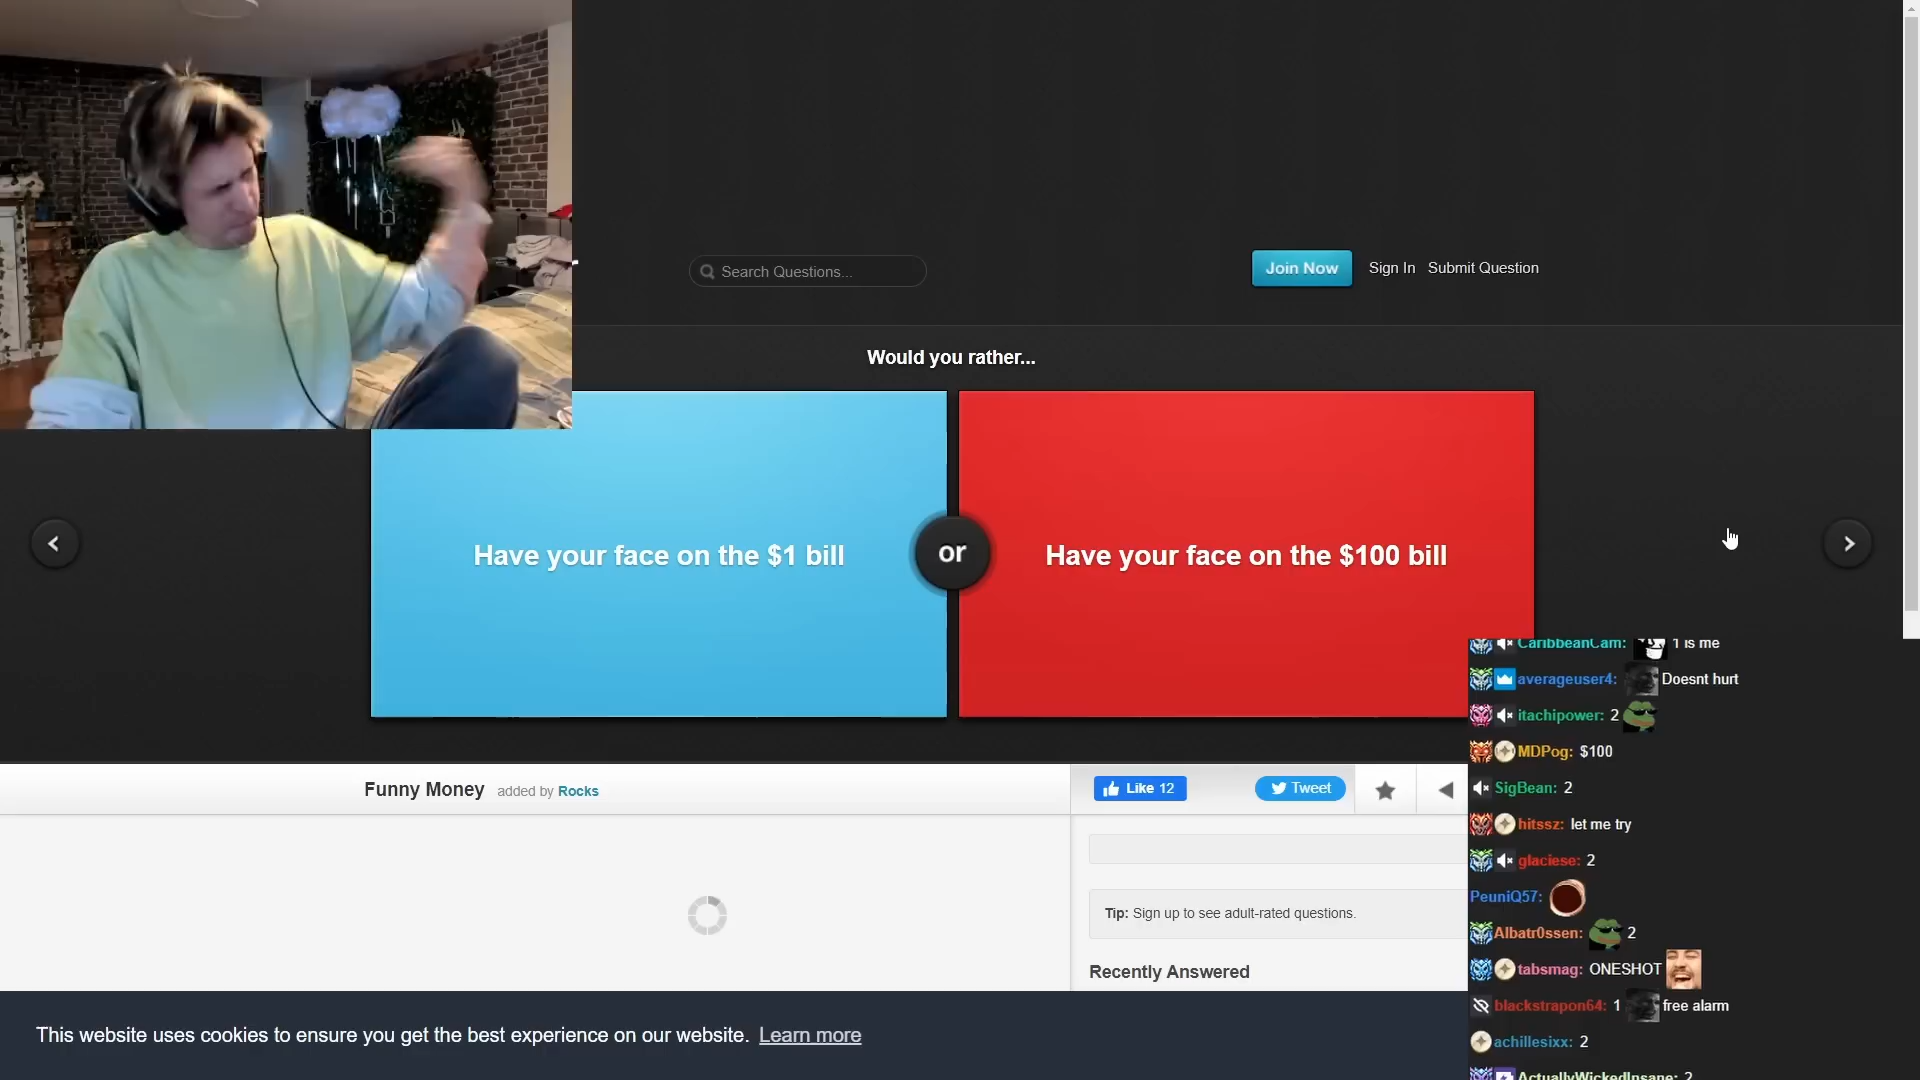 Search Questions...
Join Now
Sign In
Submit Question
Would you rather...
Have your face on the $1 bill
or
Have your face on the $100 bill
Funny Money added by Rocks
Like 12
Tweet
Tip: Sign up to see adult-rated questions.
Recently Answered
CaribbeanCam: 1 is me
averageuser4: Doesnt hurt
itachipower: 2
MDPog: $100
SigBean: 2
hitssz: let me try
glaciese: 2
PeuniQ57:
Albatr0ssen: 2
tabsmag: ONESHOT
blackstrapon64: 1 free alarm
achillesixx: 2
ActuallyWickedInsane: 2
This website uses cookies to ensure you get the best experience on our website. Learn more